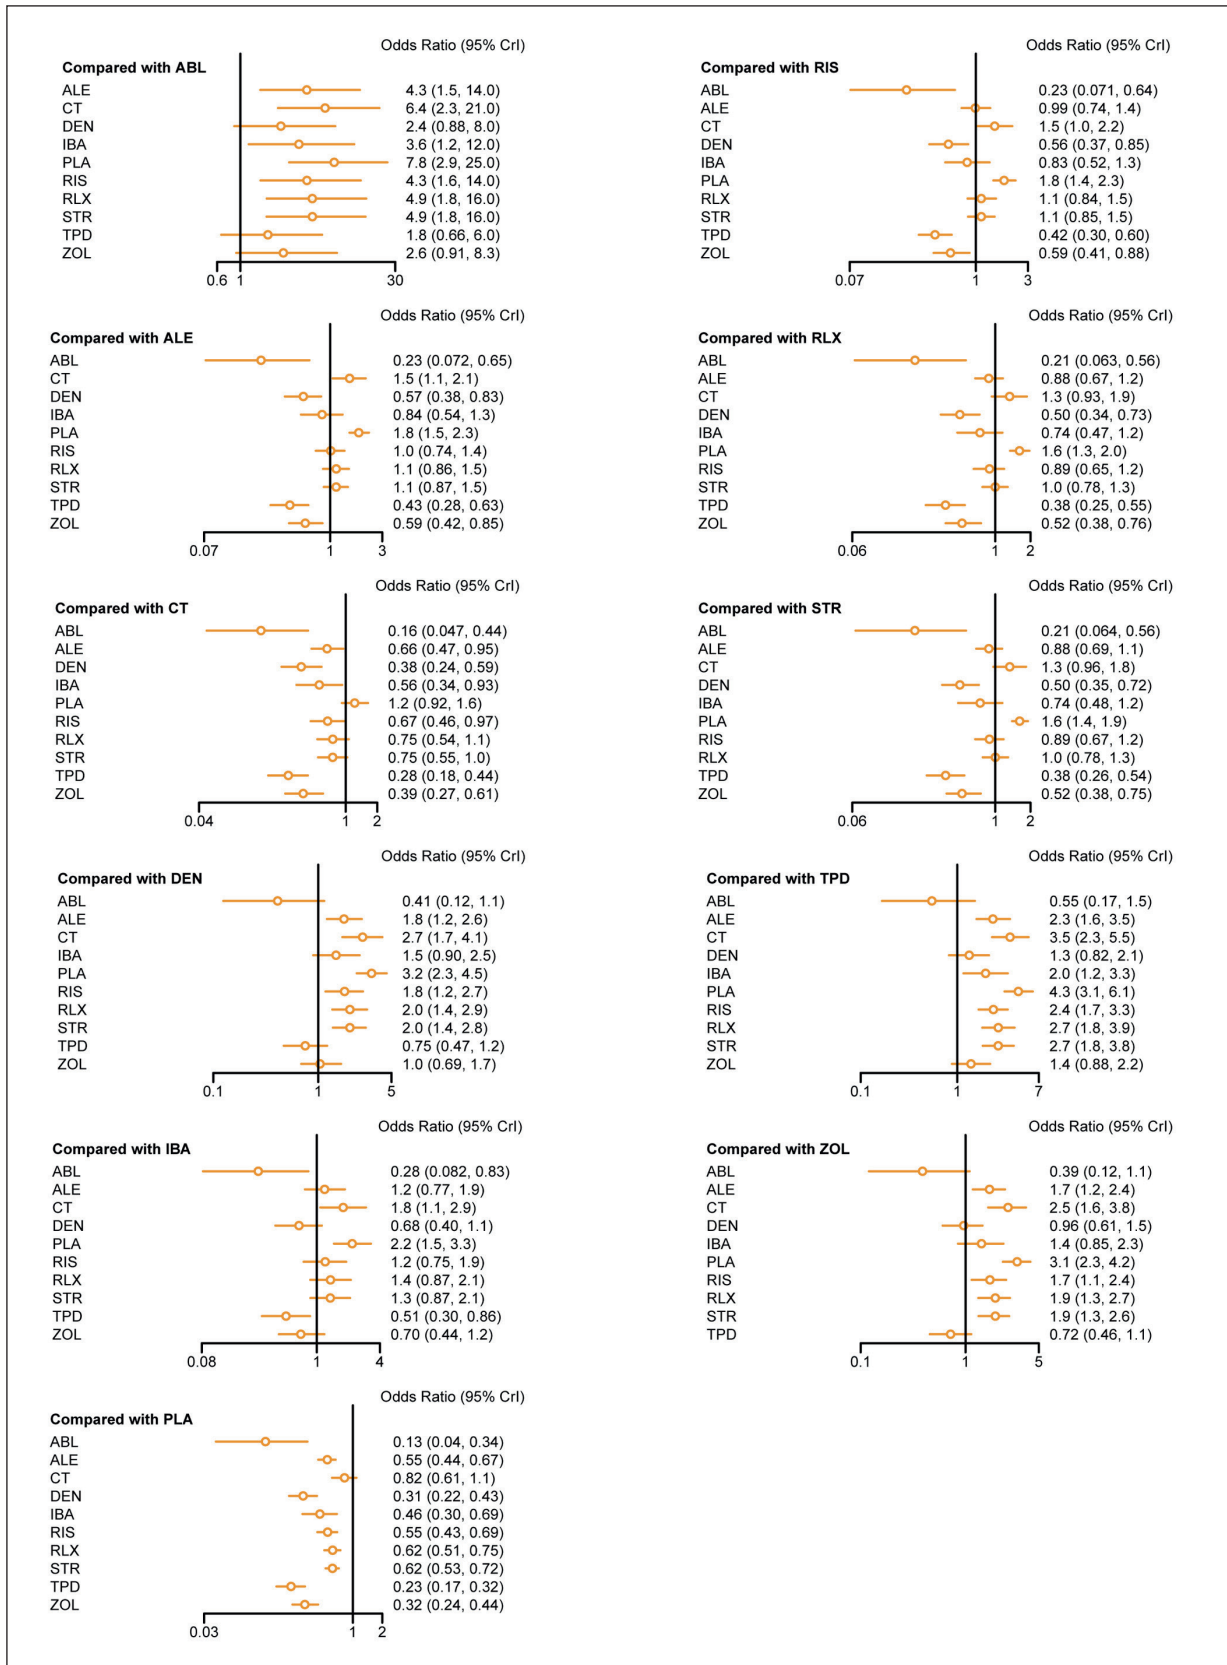 Odds Ratio (95% CrI)
Compared with ABL
ALE 4.3 (1.5, 14.0)
CT 6.4 (2.3, 21.0)
DEN 2.4 (0.88, 8.0)
IBA 3.6 (1.2, 12.0)
PLA 7.8 (2.9, 25.0)
RIS 4.3 (1.6, 14.0)
RLX 4.9 (1.8, 16.0)
STR 4.9 (1.8, 16.0)
TPD 1.8 (0.66, 6.0)
ZOL 2.6 (0.91, 8.3)
0.6 1 30
Odds Ratio (95% CrI)
Compared with ALE
ABL 0.23 (0.072, 0.65)
CT 1.5 (1.1, 2.1)
DEN 0.57 (0.38, 0.83)
IBA 0.84 (0.54, 1.3)
PLA 1.8 (1.5, 2.3)
RIS 1.0 (0.74, 1.4)
RLX 1.1 (0.86, 1.5)
STR 1.1 (0.87, 1.5)
TPD 0.43 (0.28, 0.63)
ZOL 0.59 (0.42, 0.85)
0.07 1 3
Odds Ratio (95% CrI)
Compared with CT
ABL 0.16 (0.047, 0.44)
ALE 0.66 (0.47, 0.95)
DEN 0.38 (0.24, 0.59)
IBA 0.56 (0.34, 0.93)
PLA 1.2 (0.92, 1.6)
RIS 0.67 (0.46, 0.97)
RLX 0.75 (0.54, 1.1)
STR 0.75 (0.55, 1.0)
TPD 0.28 (0.18, 0.44)
ZOL 0.39 (0.27, 0.61)
0.04 1 2
Odds Ratio (95% CrI)
Compared with DEN
ABL 0.41 (0.12, 1.1)
ALE 1.8 (1.2, 2.6)
CT 2.7 (1.7, 4.1)
IBA 1.5 (0.90, 2.5)
PLA 3.2 (2.3, 4.5)
RIS 1.8 (1.2, 2.7)
RLX 2.0 (1.4, 2.9)
STR 2.0 (1.4, 2.8)
TPD 0.75 (0.47, 1.2)
ZOL 1.0 (0.69, 1.7)
0.1 1 5
Odds Ratio (95% CrI)
Compared with IBA
ABL 0.28 (0.082, 0.83)
ALE 1.2 (0.77, 1.9)
CT 1.8 (1.1, 2.9)
DEN 0.68 (0.40, 1.1)
PLA 2.2 (1.5, 3.3)
RIS 1.2 (0.75, 1.9)
RLX 1.4 (0.87, 2.1)
STR 1.3 (0.87, 2.1)
TPD 0.51 (0.30, 0.86)
ZOL 0.70 (0.44, 1.2)
0.08 1 4
Odds Ratio (95% CrI)
Compared with PLA
ABL 0.13 (0.04, 0.34)
ALE 0.55 (0.44, 0.67)
CT 0.82 (0.61, 1.1)
DEN 0.31 (0.22, 0.43)
IBA 0.46 (0.30, 0.69)
RIS 0.55 (0.43, 0.69)
RLX 0.62 (0.51, 0.75)
STR 0.62 (0.53, 0.72)
TPD 0.23 (0.17, 0.32)
ZOL 0.32 (0.24, 0.44)
0.03 1 2
Odds Ratio (95% CrI)
Compared with RIS
ABL 0.23 (0.071, 0.64)
ALE 0.99 (0.74, 1.4)
CT 1.5 (1.0, 2.2)
DEN 0.56 (0.37, 0.85)
IBA 0.83 (0.52, 1.3)
PLA 1.8 (1.4, 2.3)
RLX 1.1 (0.84, 1.5)
STR 1.1 (0.85, 1.5)
TPD 0.42 (0.30, 0.60)
ZOL 0.59 (0.41, 0.88)
0.07 1 3
Odds Ratio (95% CrI)
Compared with RLX
ABL 0.21 (0.063, 0.56)
ALE 0.88 (0.67, 1.2)
CT 1.3 (0.93, 1.9)
DEN 0.50 (0.34, 0.73)
IBA 0.74 (0.47, 1.2)
PLA 1.6 (1.3, 2.0)
RIS 0.89 (0.65, 1.2)
STR 1.0 (0.78, 1.3)
TPD 0.38 (0.25, 0.55)
ZOL 0.52 (0.38, 0.76)
0.06 1 2
Odds Ratio (95% CrI)
Compared with STR
ABL 0.21 (0.064, 0.56)
ALE 0.88 (0.69, 1.1)
CT 1.3 (0.96, 1.8)
DEN 0.50 (0.35, 0.72)
IBA 0.74 (0.48, 1.2)
PLA 1.6 (1.4, 1.9)
RIS 0.89 (0.67, 1.2)
RLX 1.0 (0.78, 1.3)
TPD 0.38 (0.26, 0.54)
ZOL 0.52 (0.38, 0.75)
0.06 1 2
Odds Ratio (95% CrI)
Compared with TPD
ABL 0.55 (0.17, 1.5)
ALE 2.3 (1.6, 3.5)
CT 3.5 (2.3, 5.5)
DEN 1.3 (0.82, 2.1)
IBA 2.0 (1.2, 3.3)
PLA 4.3 (3.1, 6.1)
RIS 2.4 (1.7, 3.3)
RLX 2.7 (1.8, 3.9)
STR 2.7 (1.8, 3.8)
ZOL 1.4 (0.88, 2.2)
0.1 1 7
Odds Ratio (95% CrI)
Compared with ZOL
ABL 0.39 (0.12, 1.1)
ALE 1.7 (1.2, 2.4)
CT 2.5 (1.6, 3.8)
DEN 0.96 (0.61, 1.5)
IBA 1.4 (0.85, 2.3)
PLA 3.1 (2.3, 4.2)
RIS 1.7 (1.1, 2.4)
RLX 1.9 (1.3, 2.7)
STR 1.9 (1.3, 2.6)
TPD 0.72 (0.46, 1.1)
0.1 1 5